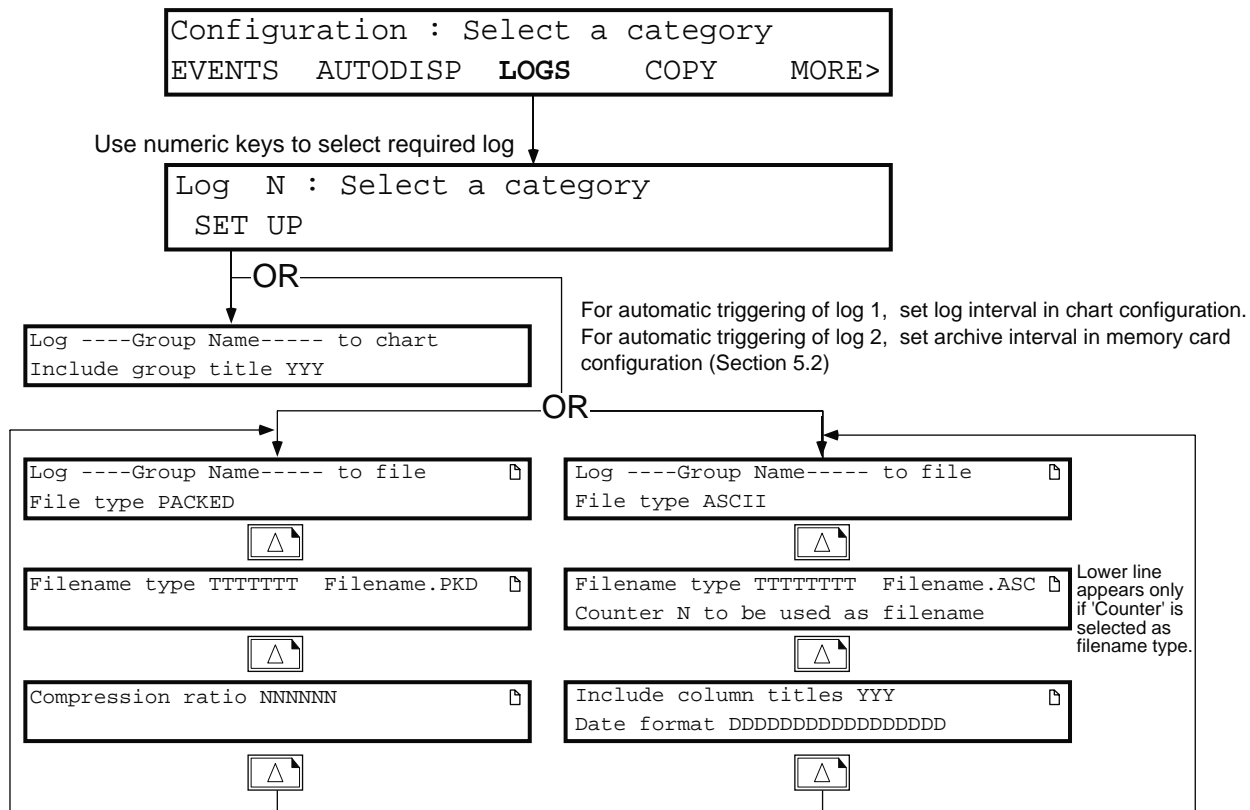 Configuration : Select a category
EVENTS AUTODISP LOGS COPY MORE>
Use numeric keys to select required log
Log N : Select a category
SET UP
OR
For automatic triggering of log 1, set log interval in chart configuration.
For automatic triggering of log 2, set archive interval in memory card
configuration (Section 5.2)
Log ----Group Name----- to chart
Include group title YYY
OR
Log ----Group Name----- to file
File type PACKED
Filename type TTTTTTT Filename.PKD
Compression ratio NNNNNN
Log ----Group Name----- to file
File type ASCII
Filename type TTTTTTTT Filename.ASC
Counter N to be used as filename
Lower line
appears only
if 'Counter' is
selected as
filename type.
Include column titles YYY
Date format DDDDDDDDDDDDDDDDD